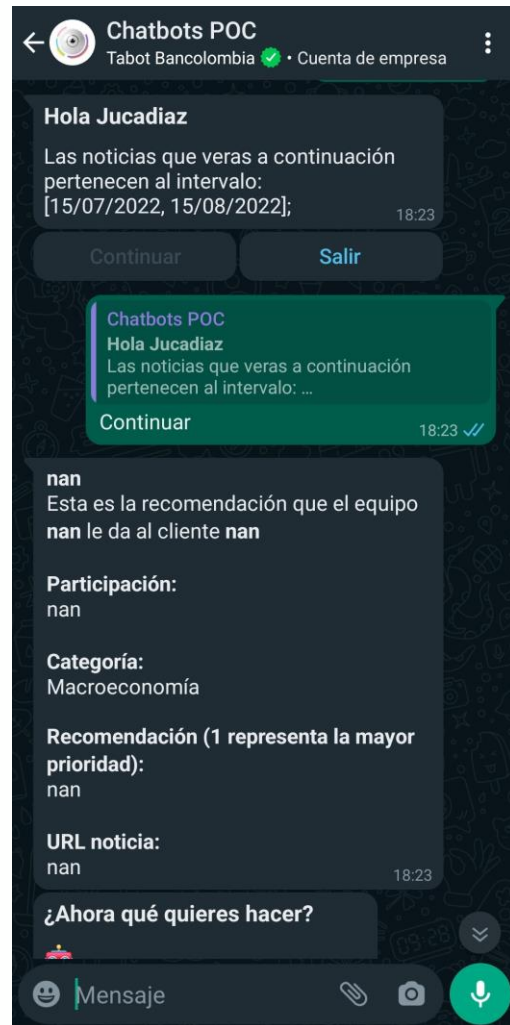 Chatbots POC
Tabot Bancolombia • Cuenta de empresa
Hola Jucadiaz
Las noticias que veras a continuación
pertenecen al intervalo:
[15/07/2022, 15/08/2022];
18:23
Continuar
Salir
Chatbots POC
Hola Jucadiaz
Las noticias que veras a continuación
pertenecen al intervalo: ...
Continuar
18:23
nan
Esta es la recomendación que el equipo
nan le da al cliente nan
Participación:
nan
Categoría:
Macroeconomía
Recomendación (1 representa la mayor
prioridad):
nan
URL noticia:
nan
18:23
¿Ahora qué quieres hacer?
Mensaje